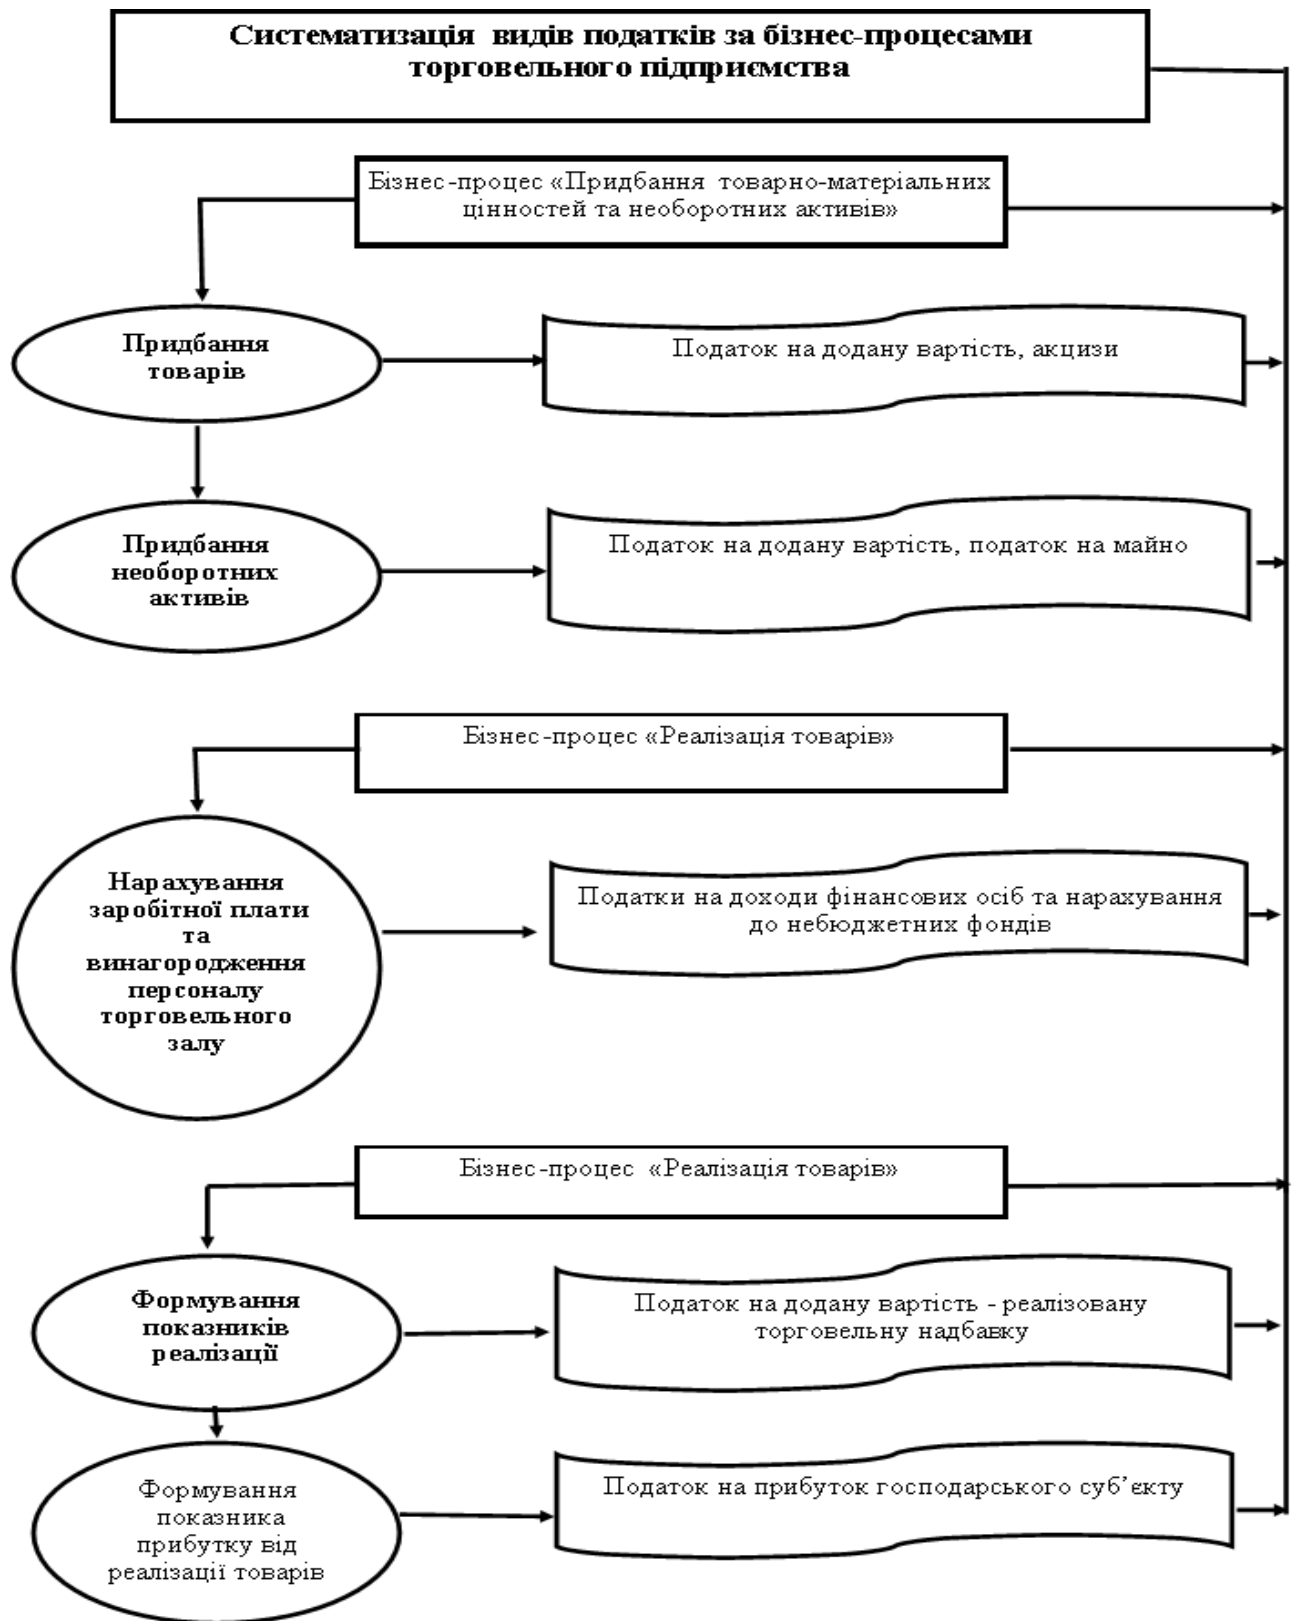 Систематизація видів податків за бізнес-процесами
торговельного підприємства
Бізнес-процес «Придбання товарно-матеріальних
цінностей та необоротних активів»
Придбання
товарів
Податок на додану вартість, акцизи
Придбання
необоротних
активів
Податок на додану вартість, податок на майно
Бізнес-процес «Реалізація товарів»
Нарахування
заробітної плати
та
винагородження
персоналу
торговельного
залу
Податки на доходи фінансових осіб та нарахування
до небюджетних фондів
Бізнес-процес «Реалізація товарів»
Формування
показників
реалізації
Податок на додану вартість - реалізовану
торговельну надбавку
Формування
показника
прибутку від
реалізації товарів
Податок на прибуток господарського суб’єкту